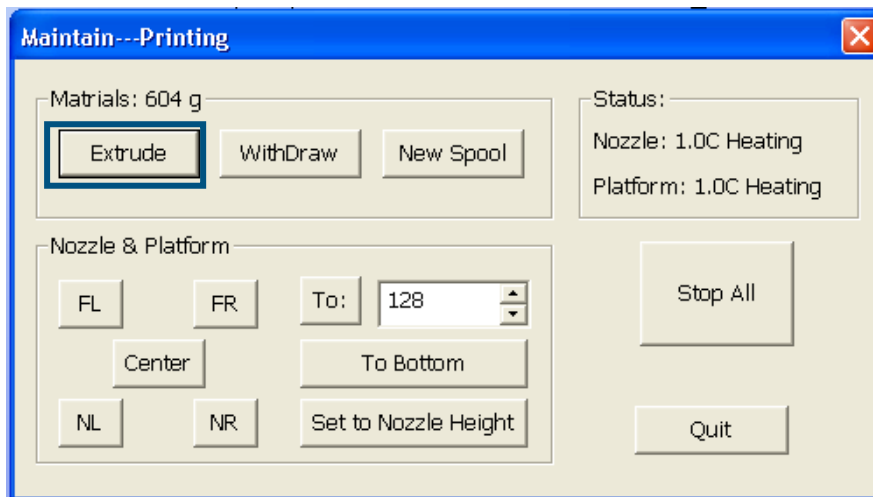 Maintain---Printing
Matrials: 604 g
Extrude WithDraw New Spool
Status:
Nozzle: 1.0C Heating
Platform: 1.0C Heating
Nozzle & Platform
FL FR To: 128
Center To Bottom
NL NR Set to Nozzle Height
Stop All
Quit